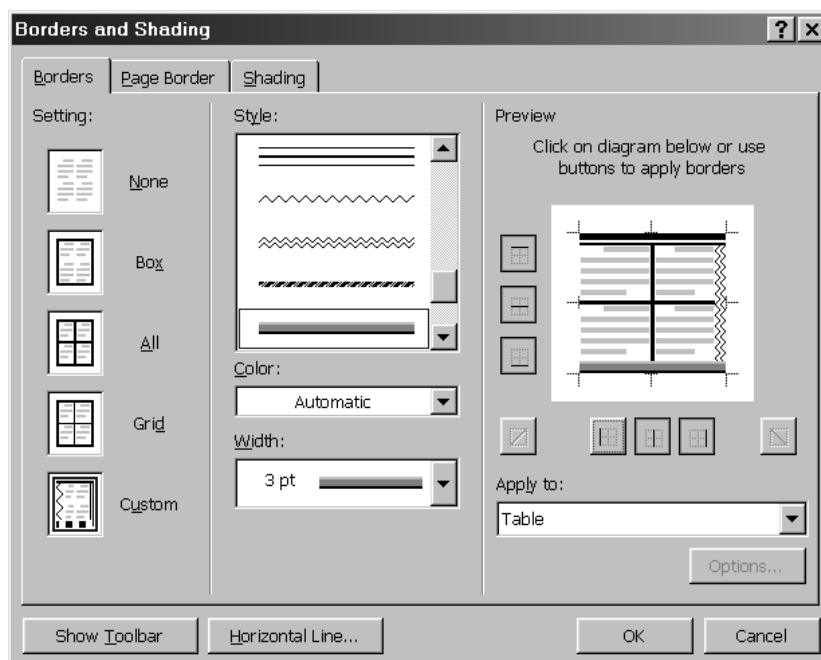 Borders and Shading
Borders
Page Border
Shading
Setting:
None
Box
All
Grid
Custom
Style:
Color:
Automatic
Width:
3 pt
Preview
Click on diagram below or use
buttons to apply borders
Apply to:
Table
Options...
Show Toolbar
Horizontal Line...
OK
Cancel